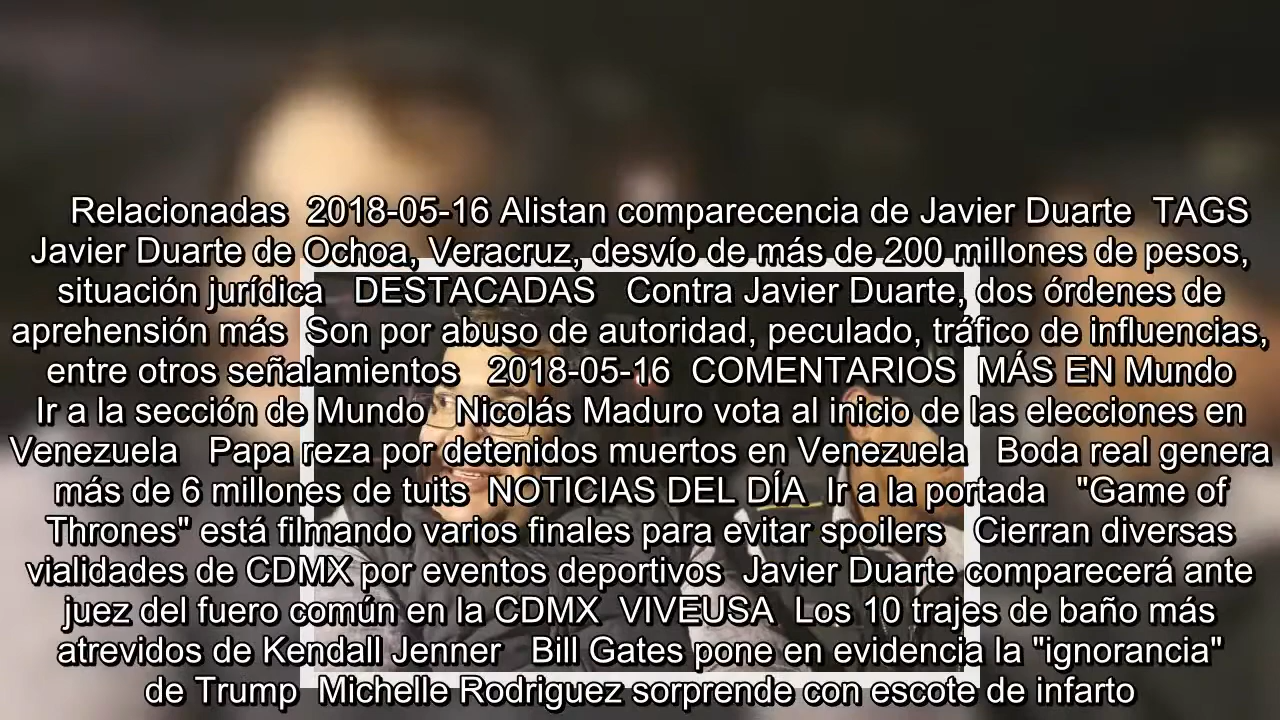 Relacionadas 2018-05-16 Alistan comparecencia de Javier Duarte TAGS
Javier Duarte de Ochoa, Veracruz, desvío de más de 200 millones de pesos,
situación jurídica DESTACADAS Contra Javier Duarte, dos órdenes de
aprehensión más Son por abuso de autoridad, peculado, tráfico de influencias,
entre otros señalamientos 2018-05-16 COMENTARIOS MÁS EN Mundo
Ir a la sección de Mundo Nicolás Maduro vota al inicio de las elecciones en
Venezuela Papa reza por detenidos muertos en Venezuela Boda real genera
más de 6 millones de tuits NOTICIAS DEL DÍA Ir a la portada "Game of
Thrones" está filmando varios finales para evitar spoilers Cierran diversas
vialidades de CDMX por eventos deportivos Javier Duarte comparecerá ante
juez del fuero común en la CDMX VIVEUSA Los 10 trajes de baño más
atrevidos de Kendall Jenner Bill Gates pone en evidencia la "ignorancia"
de Trump Michelle Rodriguez sorprende con escote de infarto